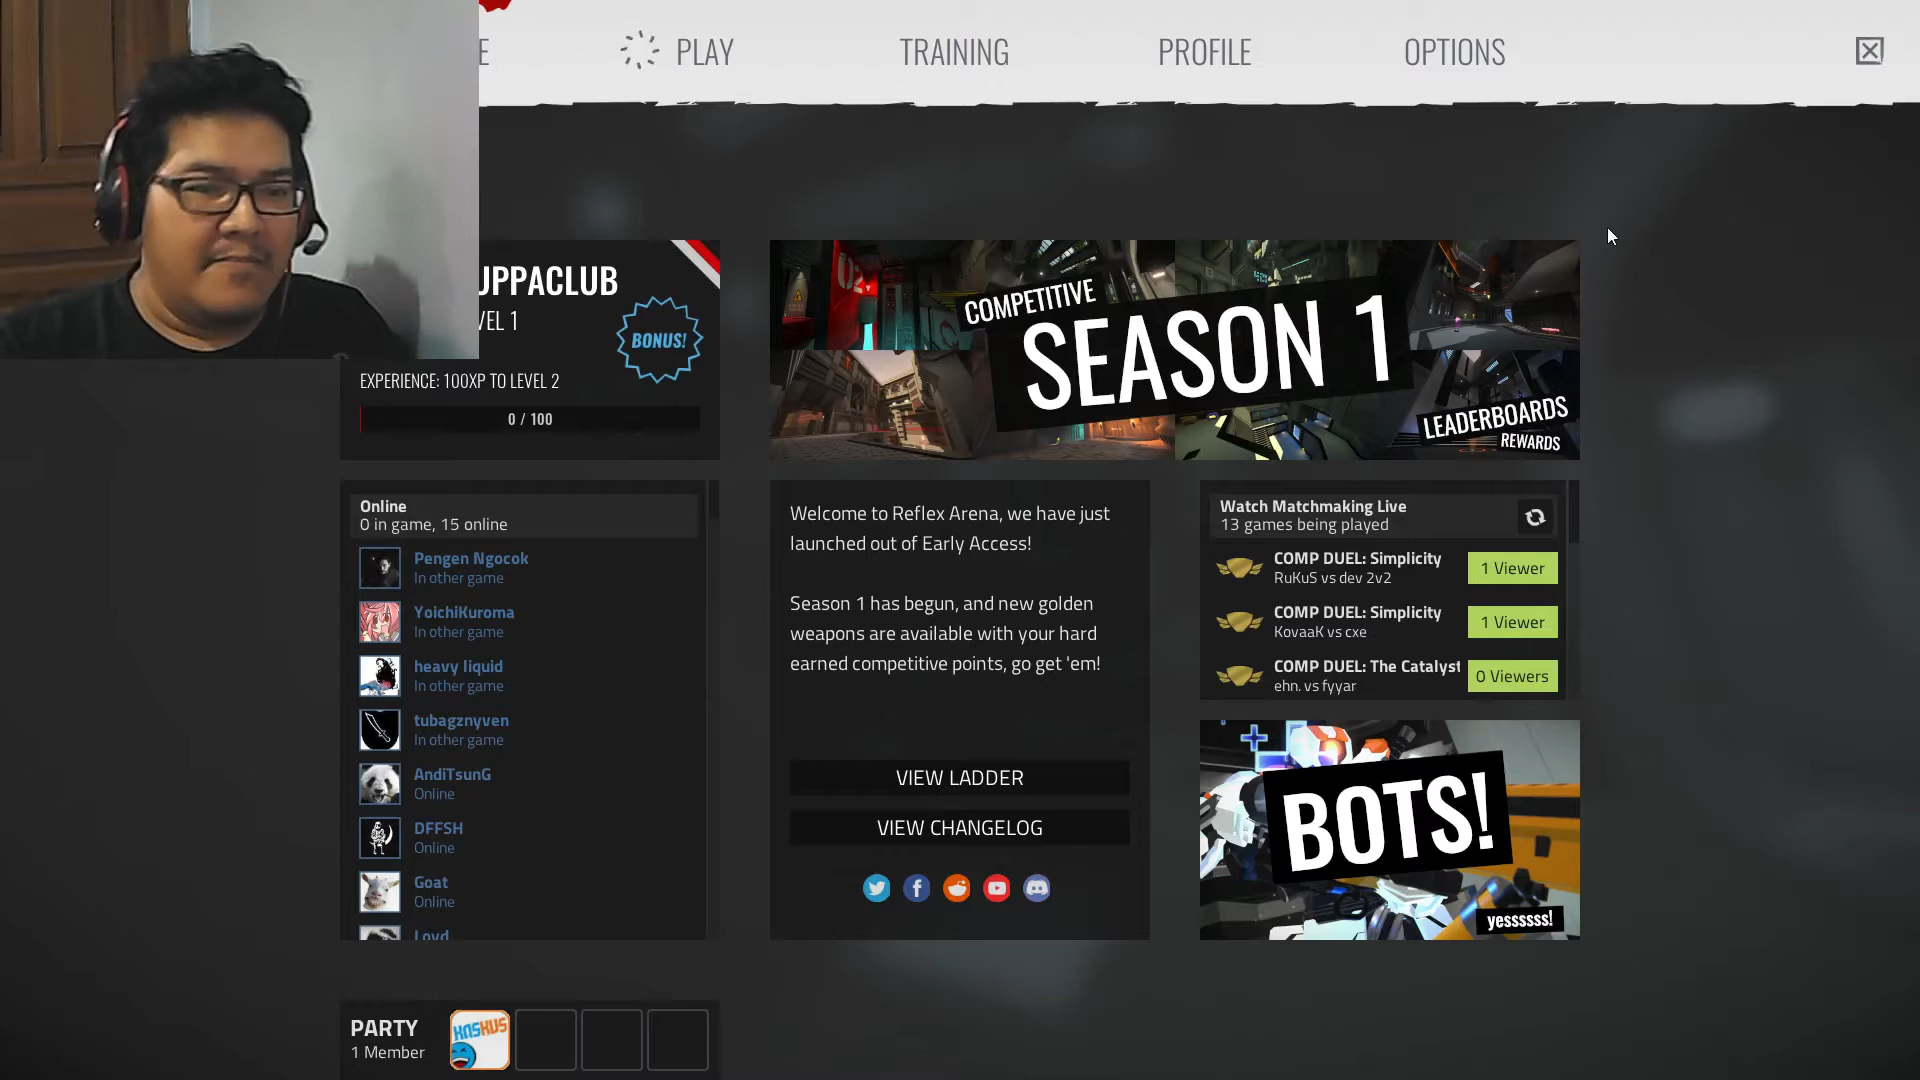 E
PLAY
TRAINING
PROFILE
OPTIONS
UPPACLUB
VEL 1
BONUS!
EXPERIENCE: 100XP TO LEVEL 2
0 / 100
02
COMPETITIVE
SEASON 1
LEADERBOARDS
REWARDS
Online
0 in game, 15 online
Pengen Ngocok
In other game
YoichiKuroma
In other game
heavy liquid
In other game
tubagznyven
In other game
AndiTsunG
Online
DFFSH
Online
Goat
Online
Loyd
Welcome to Reflex Arena, we have just
launched out of Early Access!
Season 1 has begun, and new golden
weapons are available with your hard
earned competitive points, go get 'em!
VIEW LADDER
VIEW CHANGELOG
Watch Matchmaking Live
13 games being played
COMP DUEL: Simplicity
RuKuS vs dev 2v2
1 Viewer
COMP DUEL: Simplicity
KovaaK vs cxe
1 Viewer
COMP DUEL: The Catalyst
ehn. vs fyyar
0 Viewers
BOTS!
yessssss!
PARTY
1 Member
KASKUS